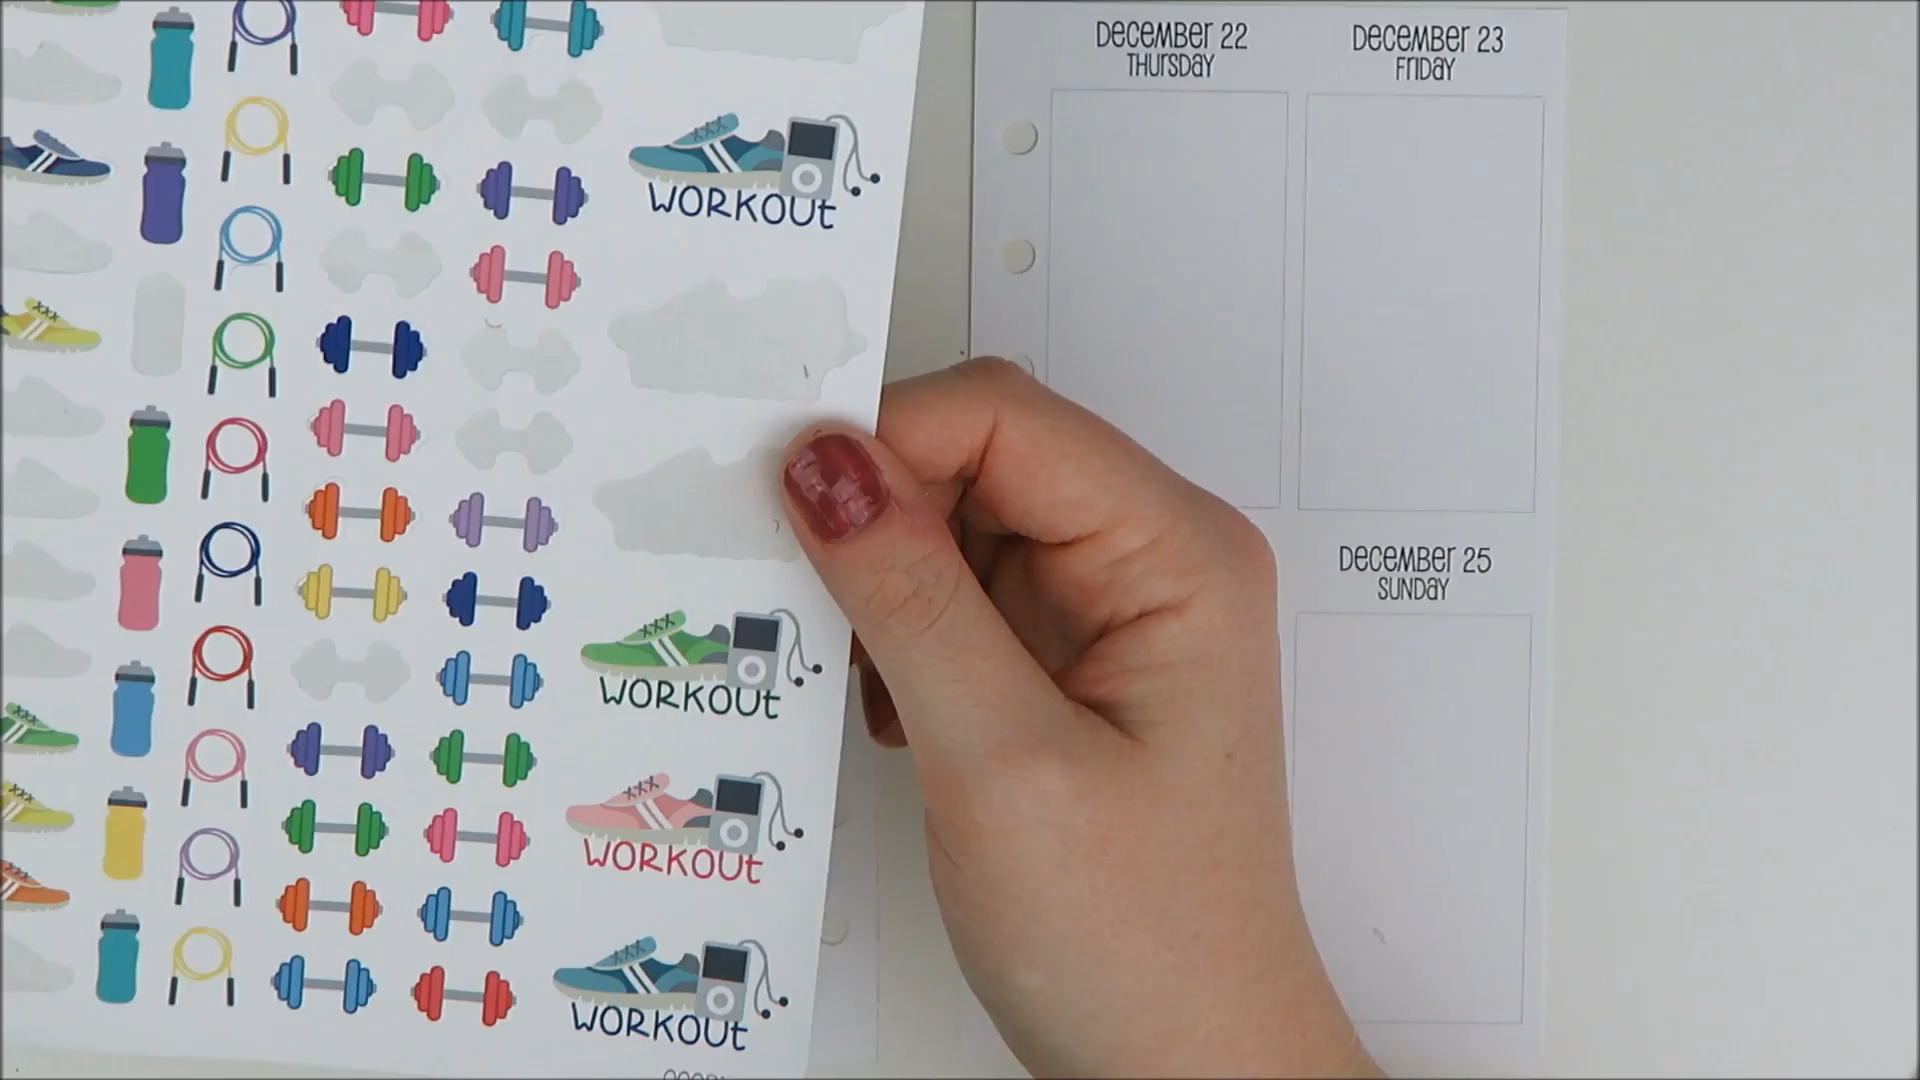 WORKOUt
WORKOUt
WORKOUt
WORKOUt
December 22
Thursday
December 23
Friday
December 25
Sunday